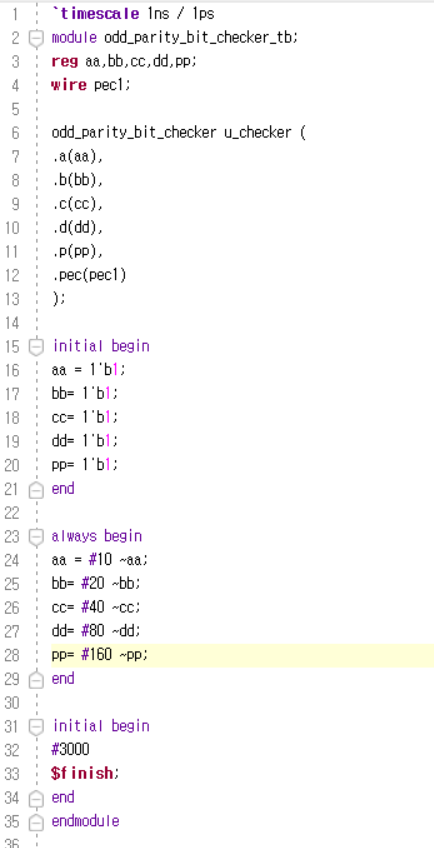 1 `timescale 1ns / 1ps
2 module odd_parity_bit_checker_tb;
3 reg aa,bb,cc,dd,pp;
4 wire pec1;
5
6 odd_parity_bit_checker u_checker (
7 .a(aa),
8 .b(bb),
9 .c(cc),
10 .d(dd),
11 .p(pp),
12 .pec(pec1)
13 );
14
15 initial begin
16 aa = 1'b1;
17 bb= 1'b1;
18 cc= 1'b1;
19 dd= 1'b1;
20 pp= 1'b1;
21 end
22
23 always begin
24 aa = #10 ~aa;
25 bb= #20 ~bb;
26 cc= #40 ~cc;
27 dd= #80 ~dd;
28 pp= #160 ~pp;
29 end
30
31 initial begin
32 #3000
33 $finish;
34 end
35 endmodule
36